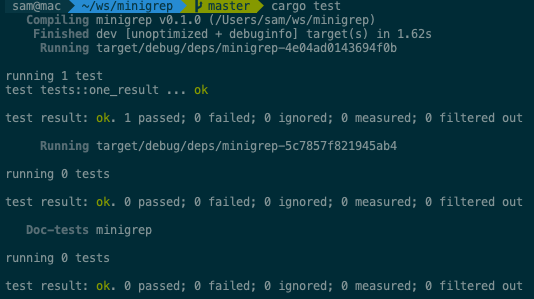 sam@mac ~/ws/minigrep master cargo test
Compiling minigrep v0.1.0 (/Users/sam/ws/minigrep)
Finished dev [unoptimized + debuginfo] target(s) in 1.62s
Running target/debug/deps/minigrep-4e04ad0143694f0b
running 1 test
test tests::one_result ... ok
test result: ok. 1 passed; 0 failed; 0 ignored; 0 measured; 0 filtered out
Running target/debug/deps/minigrep-5c7857f821945ab4
running 0 tests
test result: ok. 0 passed; 0 failed; 0 ignored; 0 measured; 0 filtered out
Doc-tests minigrep
running 0 tests
test result: ok. 0 passed; 0 failed; 0 ignored; 0 measured; 0 filtered out